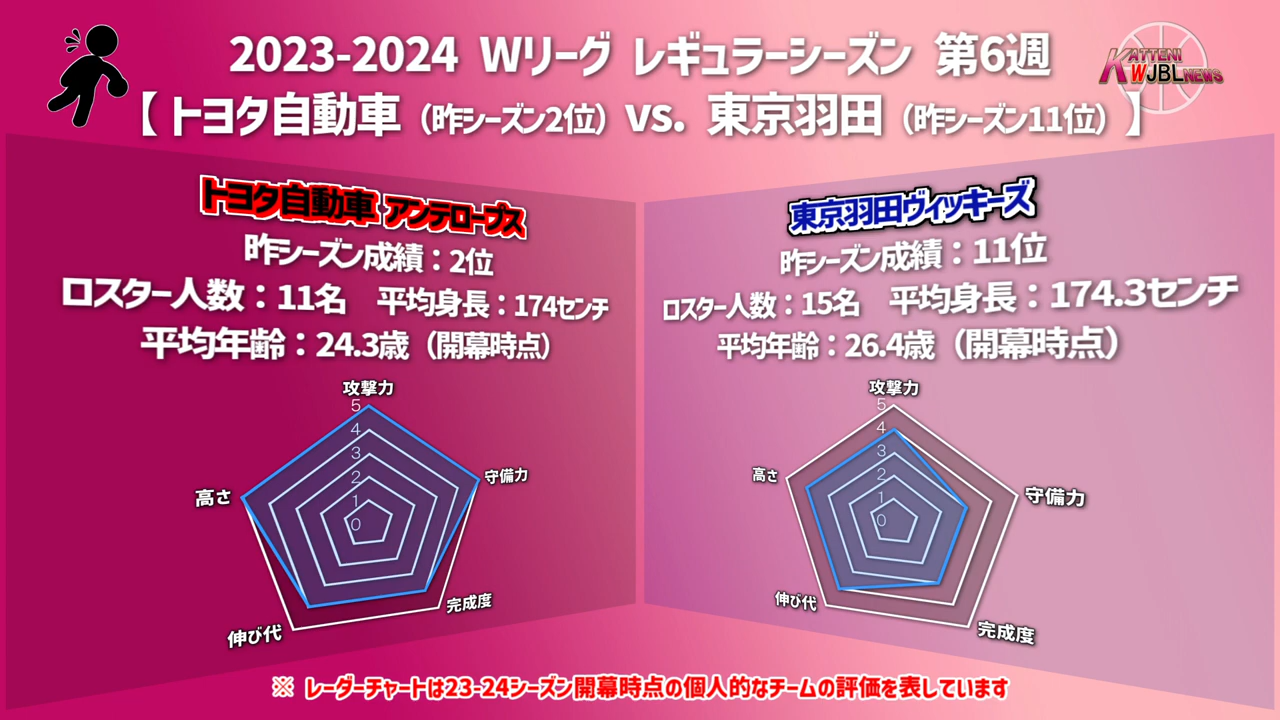 2023-2024 Wリーグ レギュラーシーズン 第6週
KATTENI
WJBLNEWS
【 トヨタ自動車（昨シーズン2位）vs. 東京羽田（昨シーズン11位）】
トヨタ自動車 アンテロープス
昨シーズン成績：2位
ロスター人数：11名 平均身長：174センチ
平均年齢：24.3歳（開幕時点）
攻撃力
5
4
3
2
1
0
守備力
高さ
完成度
伸び代
東京羽田ヴィッキーズ
昨シーズン成績：11位
ロスター人数：15名 平均身長：174.3センチ
平均年齢：26.4歳（開幕時点）
攻撃力
5
4
3
2
1
0
高さ
守備力
伸び代
完成度
※ レーダーチャートは23-24シーズン開幕時点の個人的なチームの評価を表しています